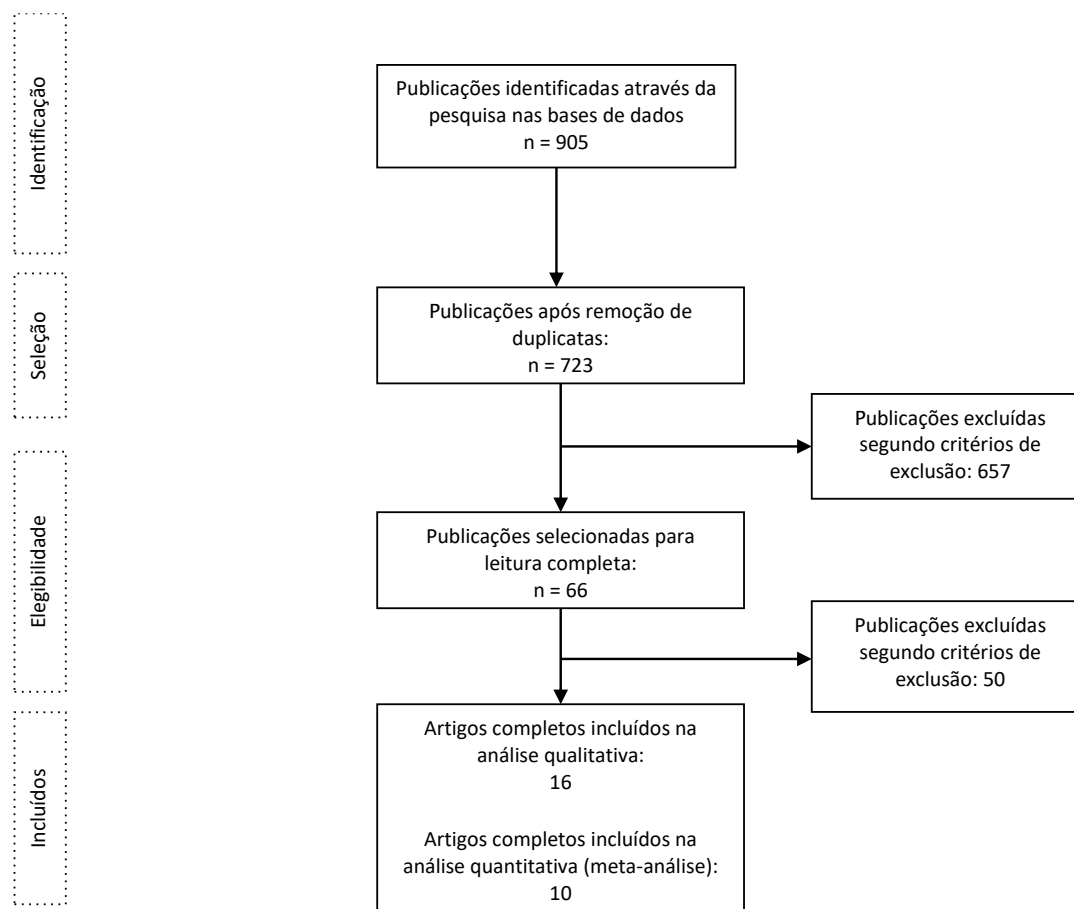 Identificação
Publicações identificadas através da
pesquisa nas bases de dados
n = 905
Seleção
Publicações após remoção de
duplicatas:
n = 723
Publicações excluídas
segundo critérios de
exclusão: 657
Elegibilidade
Publicações selecionadas para
leitura completa:
n = 66
Publicações excluídas
segundo critérios de
exclusão: 50
Incluídos
Artigos completos incluídos na
análise qualitativa:
16
Artigos completos incluídos na
análise quantitativa (meta-análise):
10